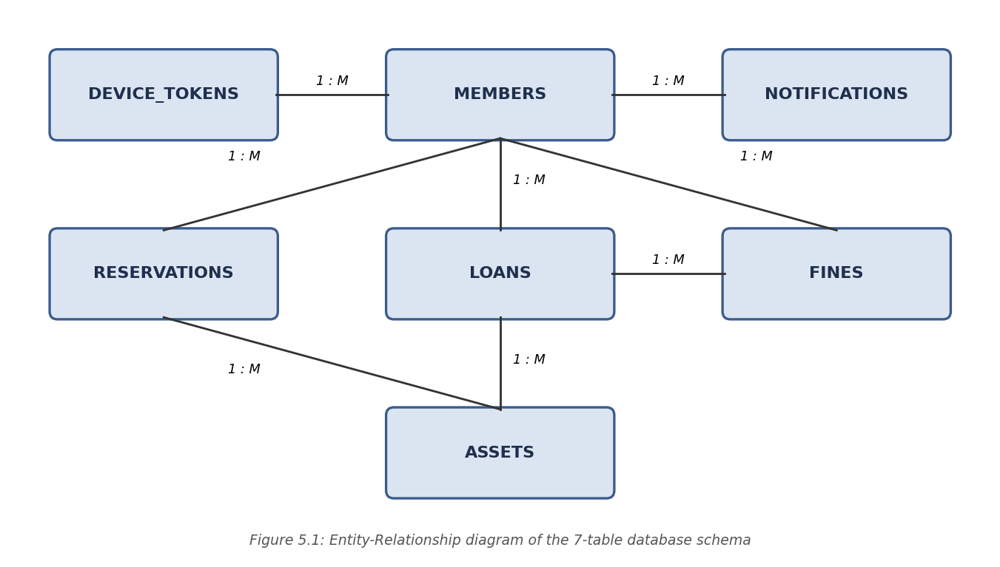 1 : M
1 : M
DEVICE_TOKENS
MEMBERS
NOTIFICATIONS
1 : M
1 : M
1 : M
1 : M
RESERVATIONS
LOANS
FINES
1 : M
1 : M
ASSETS
Figure 5.1: Entity-Relationship diagram of the 7-table database schema